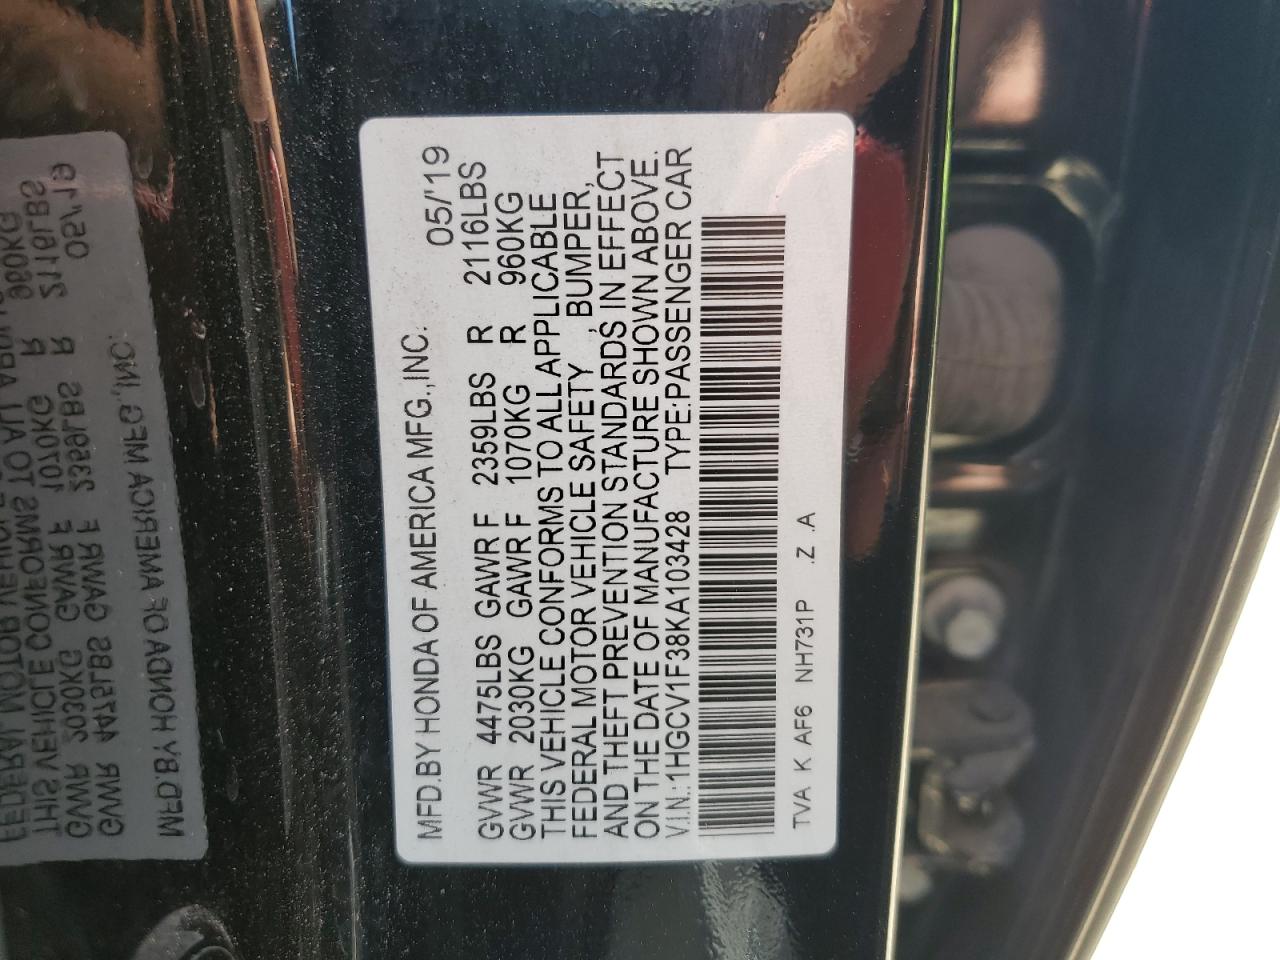 MFD.BY HONDA OF AMERICA MFG.,INC. 05/'19
GVWR 4475LBS GAWR F 2359LBS R 2116LBS
GVWR 2030KG GAWR F 1070KG R 960KG
THIS VEHICLE CONFORMS TO ALL APPLICABLE
FEDERAL MOTOR VEHICLE SAFETY , BUMPER,
AND THEFT PREVENTION STANDARDS IN EFFECT
ON THE DATE OF MANUFACTURE SHOWN ABOVE.
V.I.N.:1HGCV1F38KA103428 TYPE:PASSENGER CAR
TVA K AF6 NH731P .Z .A